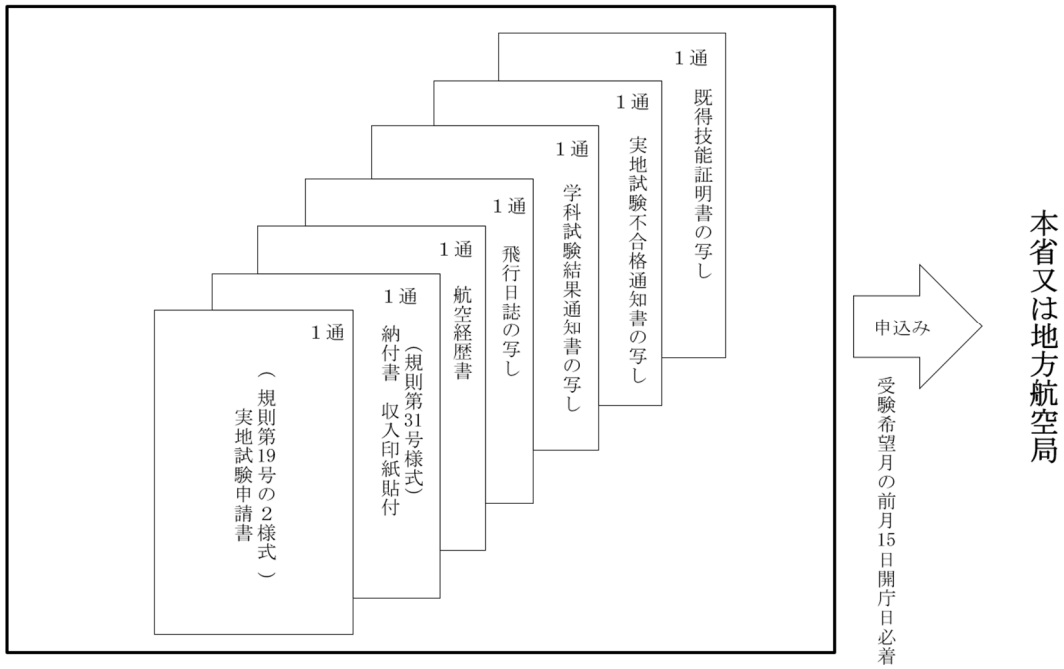 1通
既得技能証明書の写し
1通
実地試験不合格通知書の写し
1通
学科試験結果通知書の写し
1通
飛行日誌の写し
1通
航空経歴書
1通
(規則第31号様式)
納付書　収入印紙貼付
1通
(規則第19号の2様式)
実地試験申請書
申込み
受験希望月の前月15日開庁日必着
本省又は地方航空局